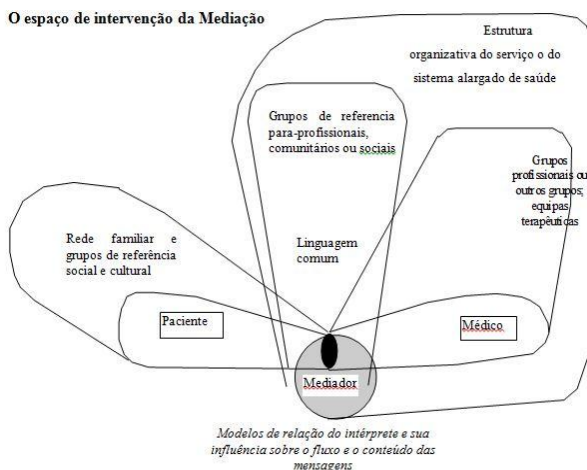 O espaço de intervenção da Mediação
Estrutura
organizativa do serviço o do
sistema alargado de saúde
Grupos de referencia
para-profissionais,
comunitários ou sociais
Grupos
profissionais ou
outros grupos;
equipas
terapêuticas
Rede familiar e
grupos de referência
social e cultural
Linguagem
comum
Paciente
Médico
Mediador
Modelos de relação do intérprete e sua
influência sobre o fluxo e o conteúdo das
mensagens